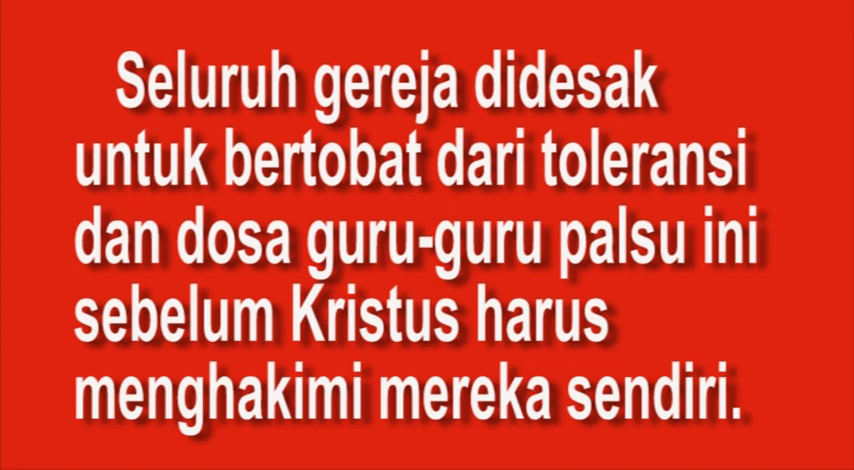 Seluruh gereja didesak
untuk bertobat dari toleransi
dan dosa guru-guru palsu ini
sebelum Kristus harus
menghakimi mereka sendiri.